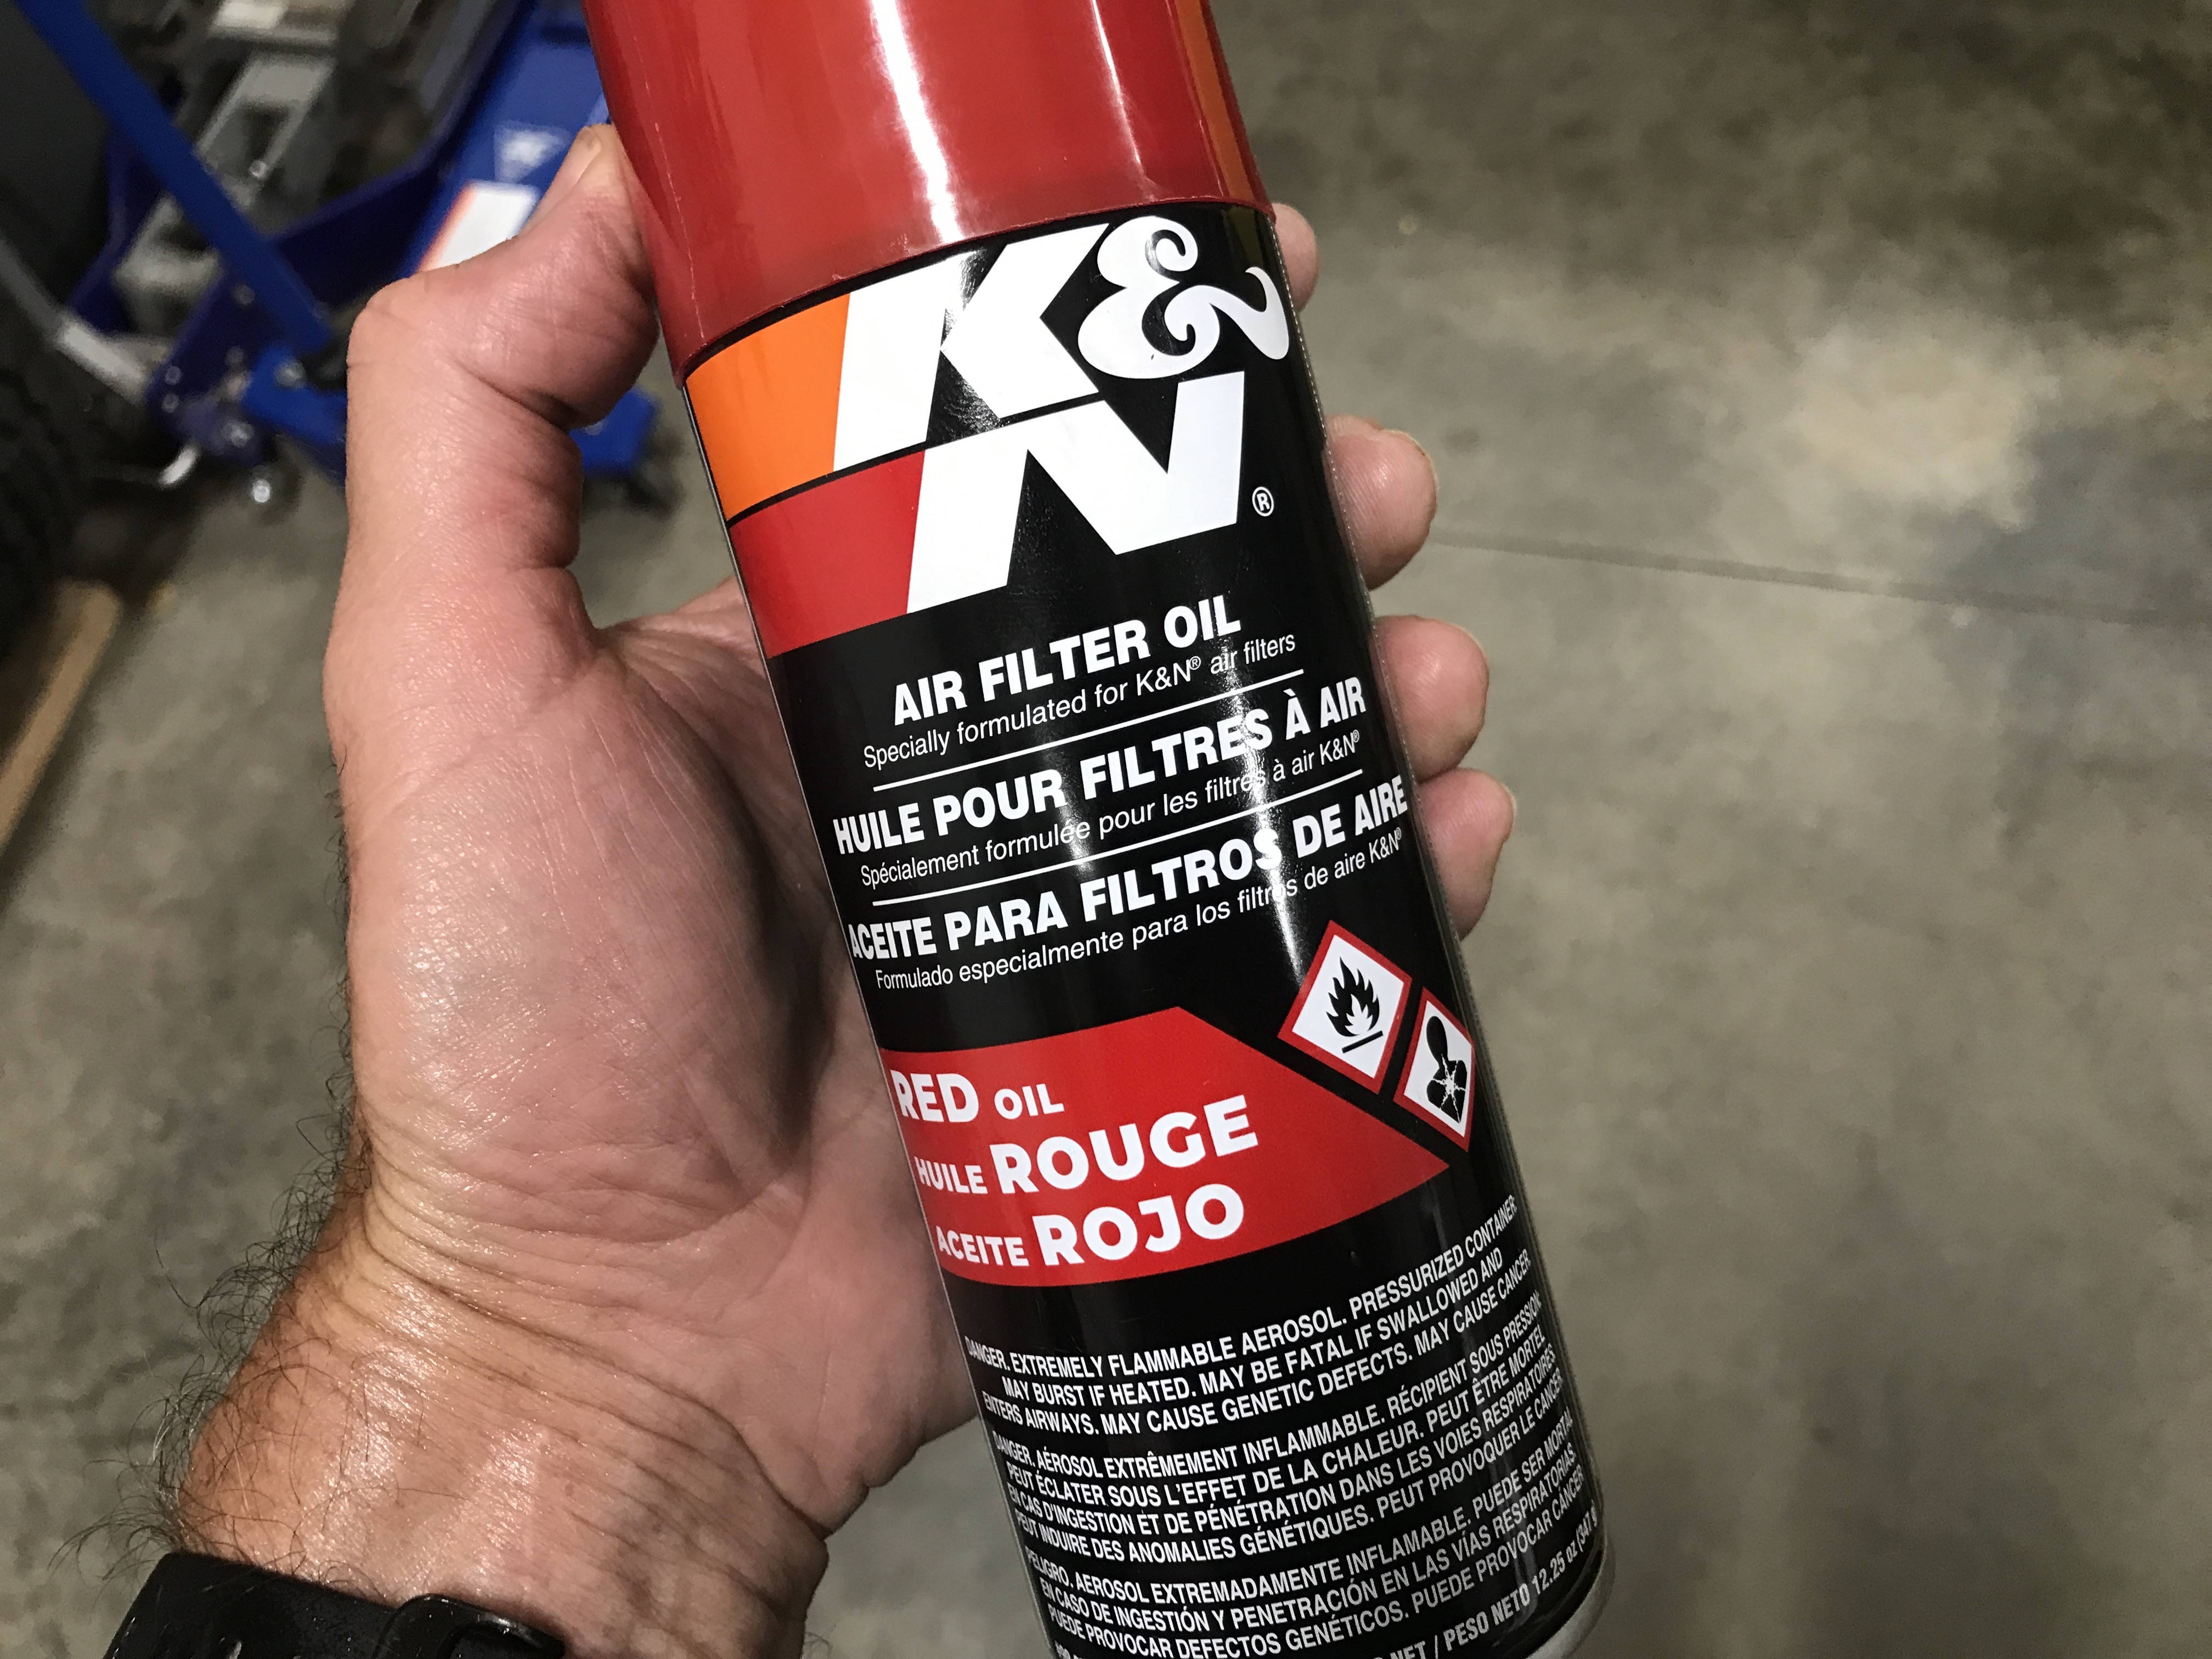 K&
N®
AIR FILTER OIL
Specially formulated for K&N® air filters
HUILE POUR FILTRES À AIR
Spécialement formulée pour les filtres à air K&N®
ACEITE PARA FILTROS DE AIRE
Formulado especialmente para los filtros de aire K&N®
RED OIL
HUILE ROUGE
ACEITE ROJO
DANGER. EXTREMELY FLAMMABLE AEROSOL. PRESSURIZED CONTAINER:
MAY BURST IF HEATED. MAY BE FATAL IF SWALLOWED AND
ENTERS AIRWAYS. MAY CAUSE GENETIC DEFECTS. MAY CAUSE CANCER.
DANGER. AÉROSOL EXTRÊMEMENT INFLAMMABLE. RÉCIPIENT SOUS PRESSION:
PEUT ÉCLATER SOUS L'EFFET DE LA CHALEUR. PEUT ÊTRE MORTEL
EN CAS D'INGESTION ET DE PÉNÉTRATION DANS LES VOIES RESPIRATOIRES.
PEUT INDUIRE DES ANOMALIES GÉNÉTIQUES. PEUT PROVOQUER LE CANCER.
PELIGRO. AEROSOL EXTREMADAMENTE INFLAMABLE. PUEDE SER MORTAL
EN CASO DE INGESTIÓN Y PENETRACIÓN EN LAS VÍAS RESPIRATORIAS.
PUEDE PROVOCAR DEFECTOS GENÉTICOS. PUEDE PROVOCAR CANCER.
NET / PESO NETO 12.25 oz (347 g)